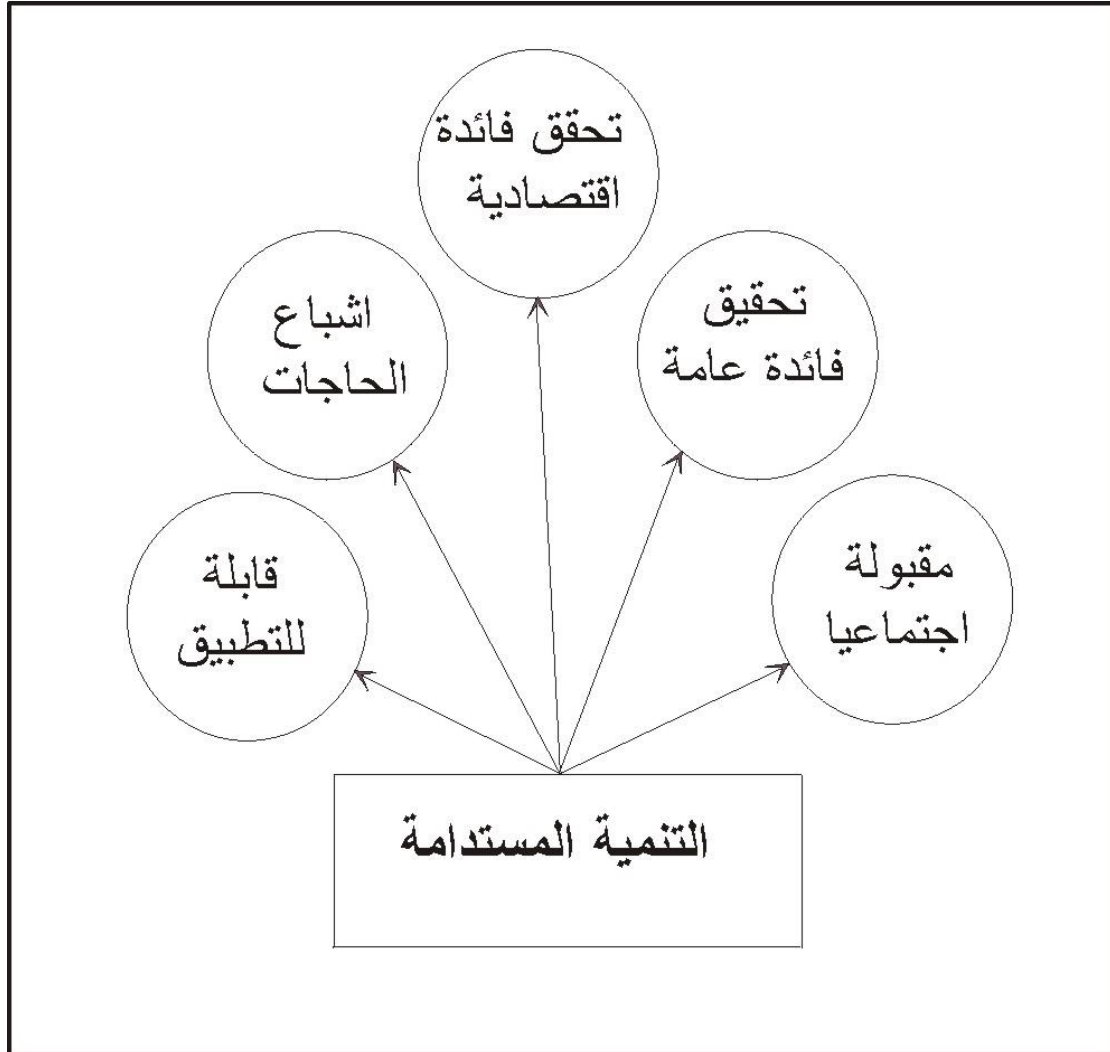 تحقق فائدة
اقتصادية
تحقيق
فائدة عامة
اشباع
الحاجات
مقبولة
اجتماعيا
قابلة
للتطبيق
التنمية المستدامة